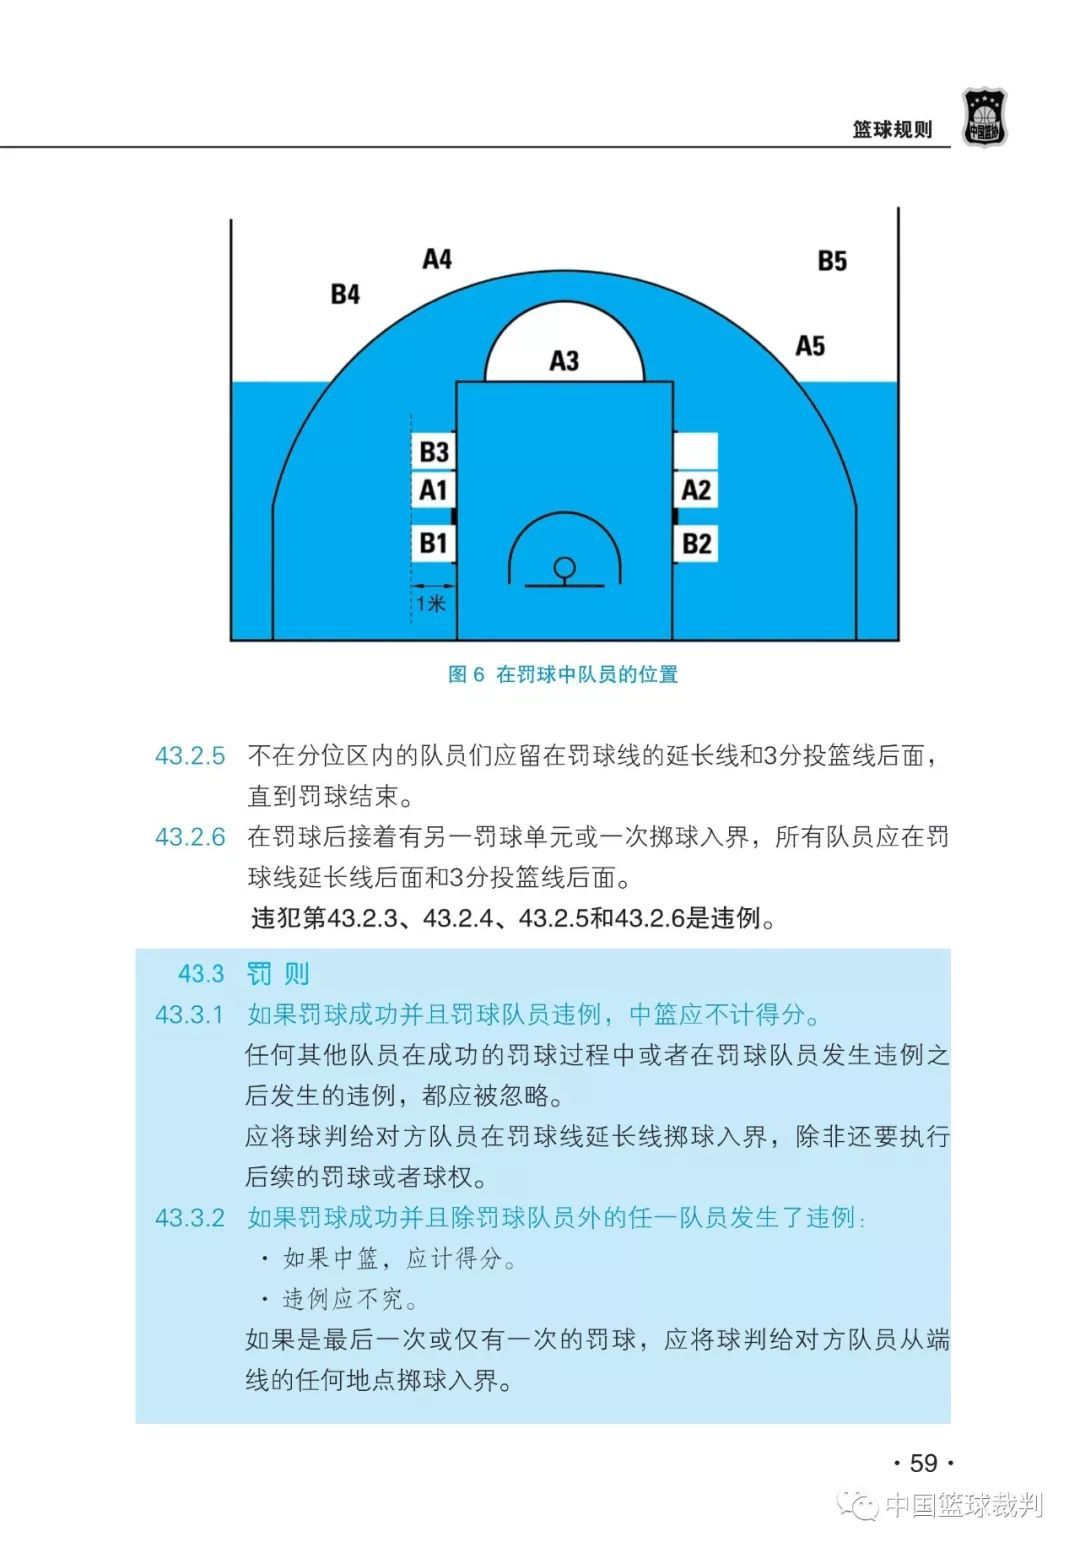 篮球规则
中国篮协
A4
B5
B4
A5
A3
B3
A1
A2
B1
B2
1米
图 6 在罚球中队员的位置
43.2.5 不在分位区内的队员们应留在罚球线的延长线和3分投篮线后面，
直到罚球结束。
43.2.6 在罚球后接着有另一罚球单元或一次掷球入界，所有队员应在罚
球线延长线后面和3分投篮线后面。
违犯第43.2.3、43.2.4、43.2.5和43.2.6是违例。
43.3 罚 则
43.3.1 如果罚球成功并且罚球队员违例，中篮应不计得分。
任何其他队员在成功的罚球过程中或者在罚球队员发生违例之
后发生的违例，都应被忽略。
应将球判给对方队员在罚球线延长线掷球入界，除非还要执行
后续的罚球或者球权。
43.3.2 如果罚球成功并且除罚球队员外的任一队员发生了违例：
· 如果中篮，应计得分。
· 违例应不究。
如果是最后一次或仅有一次的罚球，应将球判给对方队员从端
线的任何地点掷球入界。
· 59 ·
中国篮球裁判